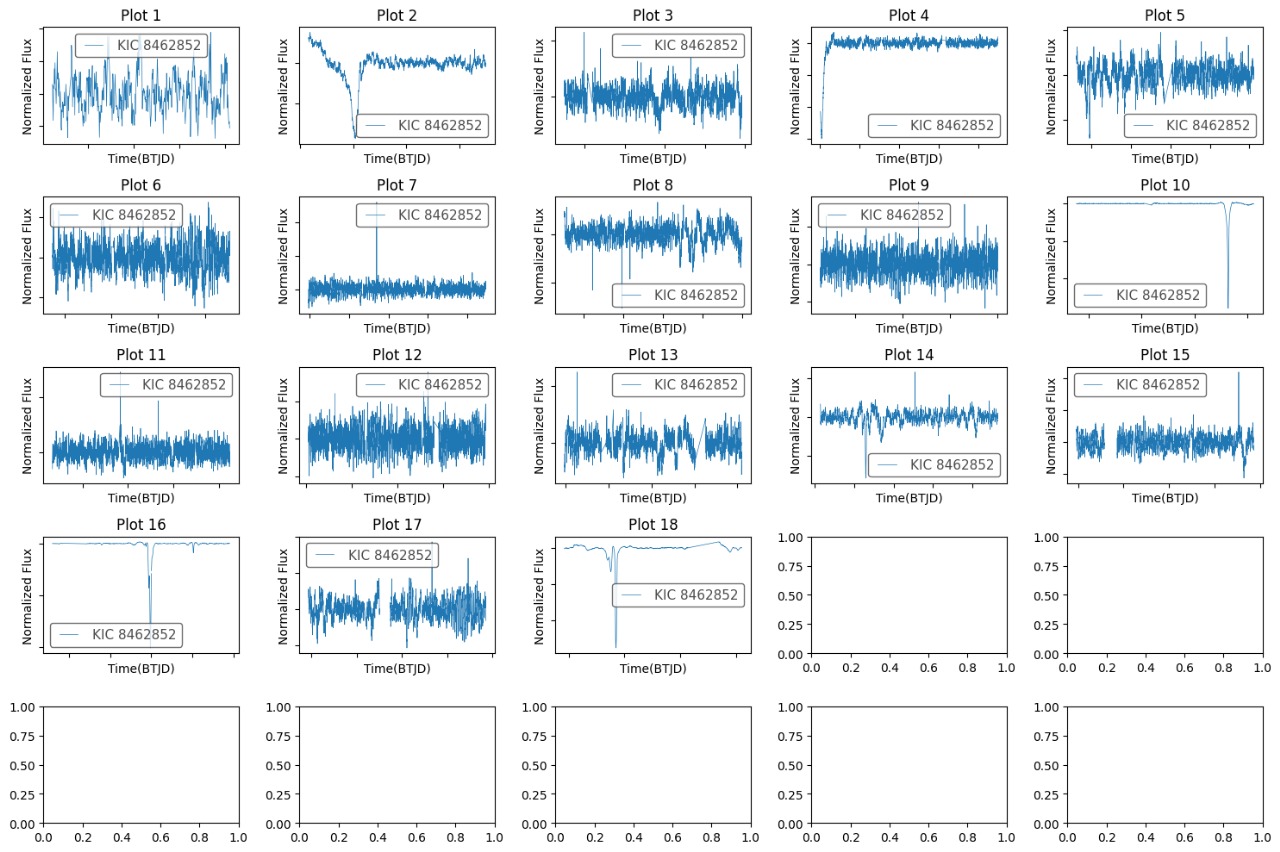 Plot 1 Plot 2 Plot 3 Plot 4 Plot 5
Normalized Flux KIC 8462852 Normalized Flux KIC 8462852 Normalized Flux KIC 8462852 Normalized Flux KIC 8462852 Normalized Flux KIC 8462852
Time(BTJD) Time(BTJD) Time(BTJD) Time(BTJD) Time(BTJD)
Plot 6 Plot 7 Plot 8 Plot 9 Plot 10
Normalized Flux KIC 8462852 Normalized Flux KIC 8462852 Normalized Flux KIC 8462852 Normalized Flux KIC 8462852 Normalized Flux KIC 8462852
Time(BTJD) Time(BTJD) Time(BTJD) Time(BTJD) Time(BTJD)
Plot 11 Plot 12 Plot 13 Plot 14 Plot 15
Normalized Flux KIC 8462852 Normalized Flux KIC 8462852 Normalized Flux KIC 8462852 Normalized Flux KIC 8462852 Normalized Flux KIC 8462852
Time(BTJD) Time(BTJD) Time(BTJD) Time(BTJD) Time(BTJD)
Plot 16 Plot 17 Plot 18
Normalized Flux KIC 8462852 Normalized Flux KIC 8462852 Normalized Flux KIC 8462852
Time(BTJD) Time(BTJD) Time(BTJD)
1.00 1.00
0.75 0.75
0.50 0.50
0.25 0.25
0.00 0.00
0.0 0.2 0.4 0.6 0.8 1.0 0.0 0.2 0.4 0.6 0.8 1.0
1.00 1.00 1.00 1.00 1.00
0.75 0.75 0.75 0.75 0.75
0.50 0.50 0.50 0.50 0.50
0.25 0.25 0.25 0.25 0.25
0.00 0.00 0.00 0.00 0.00
0.0 0.2 0.4 0.6 0.8 1.0 0.0 0.2 0.4 0.6 0.8 1.0 0.0 0.2 0.4 0.6 0.8 1.0 0.0 0.2 0.4 0.6 0.8 1.0 0.0 0.2 0.4 0.6 0.8 1.0